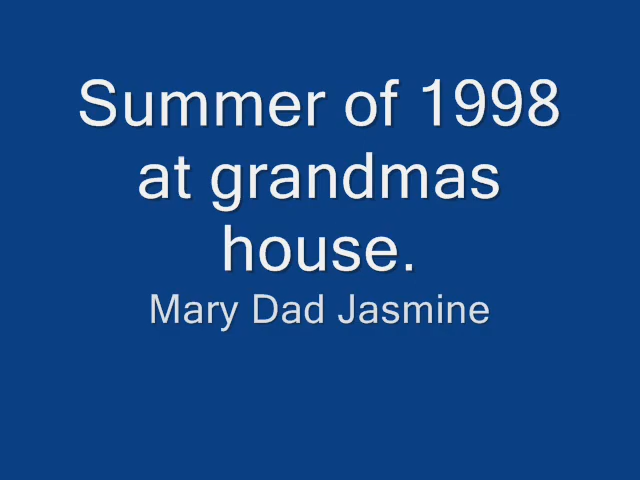 Summer of 1998
at grandmas
house.
Mary Dad Jasmine